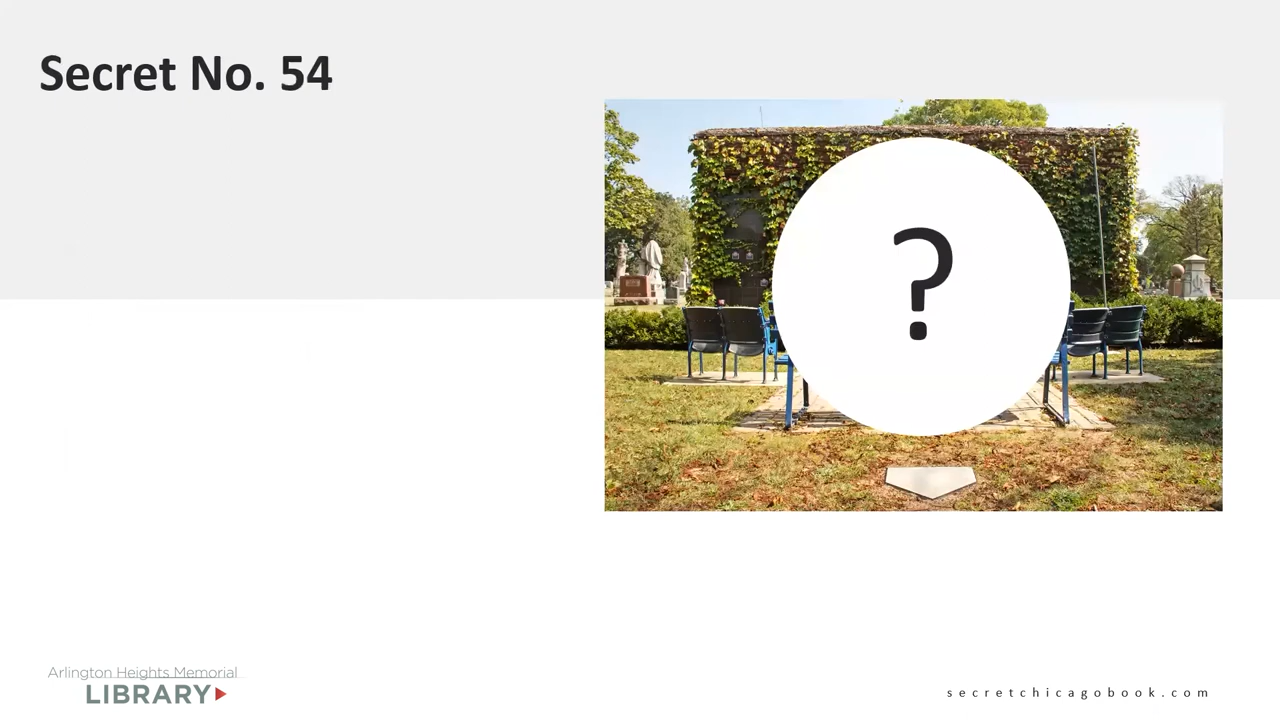 Secret No. 54
?
Arlington Heights Memorial
LIBRARY
secretchicagobook.com